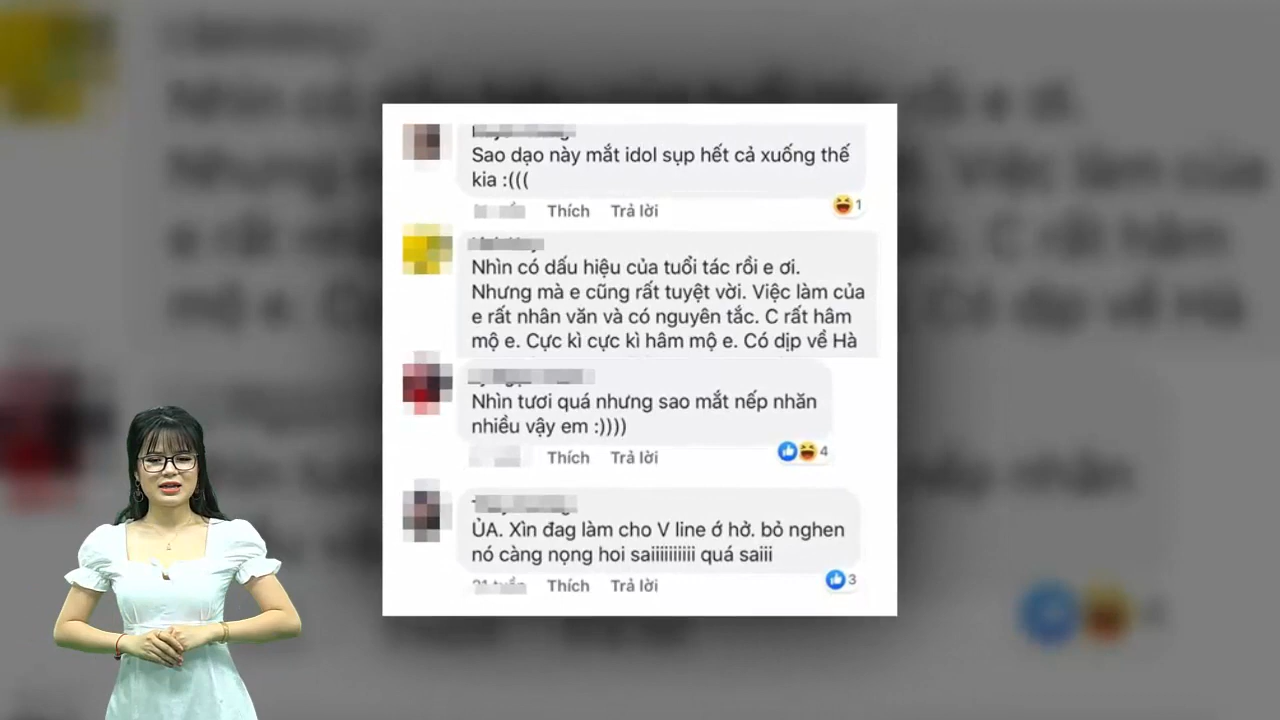 Sao dạo này mắt idol sụp hết cả xuống thế
kia :(((
Thích Trả lời 1
Nhìn có dấu hiệu của tuổi tác rồi e ơi.
Nhưng mà e cũng rất tuyệt vời. Việc làm của
e rất nhân văn và có nguyên tắc. C rất hâm
mộ e. Cực kì cực kì hâm mộ e. Có dịp về Hà
Nhìn tươi quá nhưng sao mắt nếp nhăn
nhiều vậy em :))))
Thích Trả lời 4
ỦA. Xìn đag làm cho V line ớ hở. bỏ nghen
nó càng nọng hoi saiiiiiiiiii quá saiii
Thích Trả lời 3